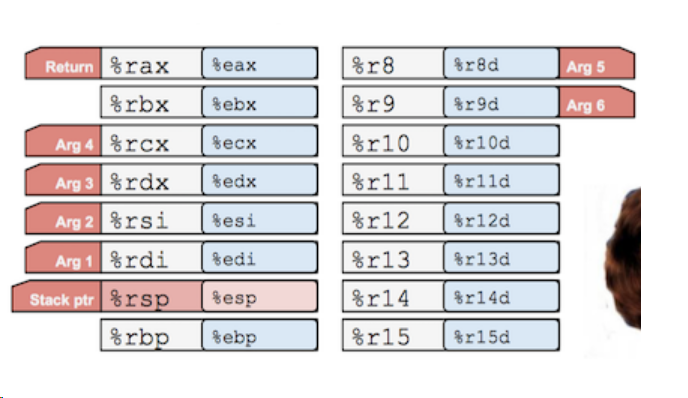 Return %rax %eax %r8 %r8d Arg 5
%rbx %ebx %r9 %r9d Arg 6
Arg 4 %rcx %ecx %r10 %r10d
Arg 3 %rdx %edx %r11 %r11d
Arg 2 %rsi %esi %r12 %r12d
Arg 1 %rdi %edi %r13 %r13d
Stack ptr %rsp %esp %r14 %r14d
%rbp %ebp %r15 %r15d